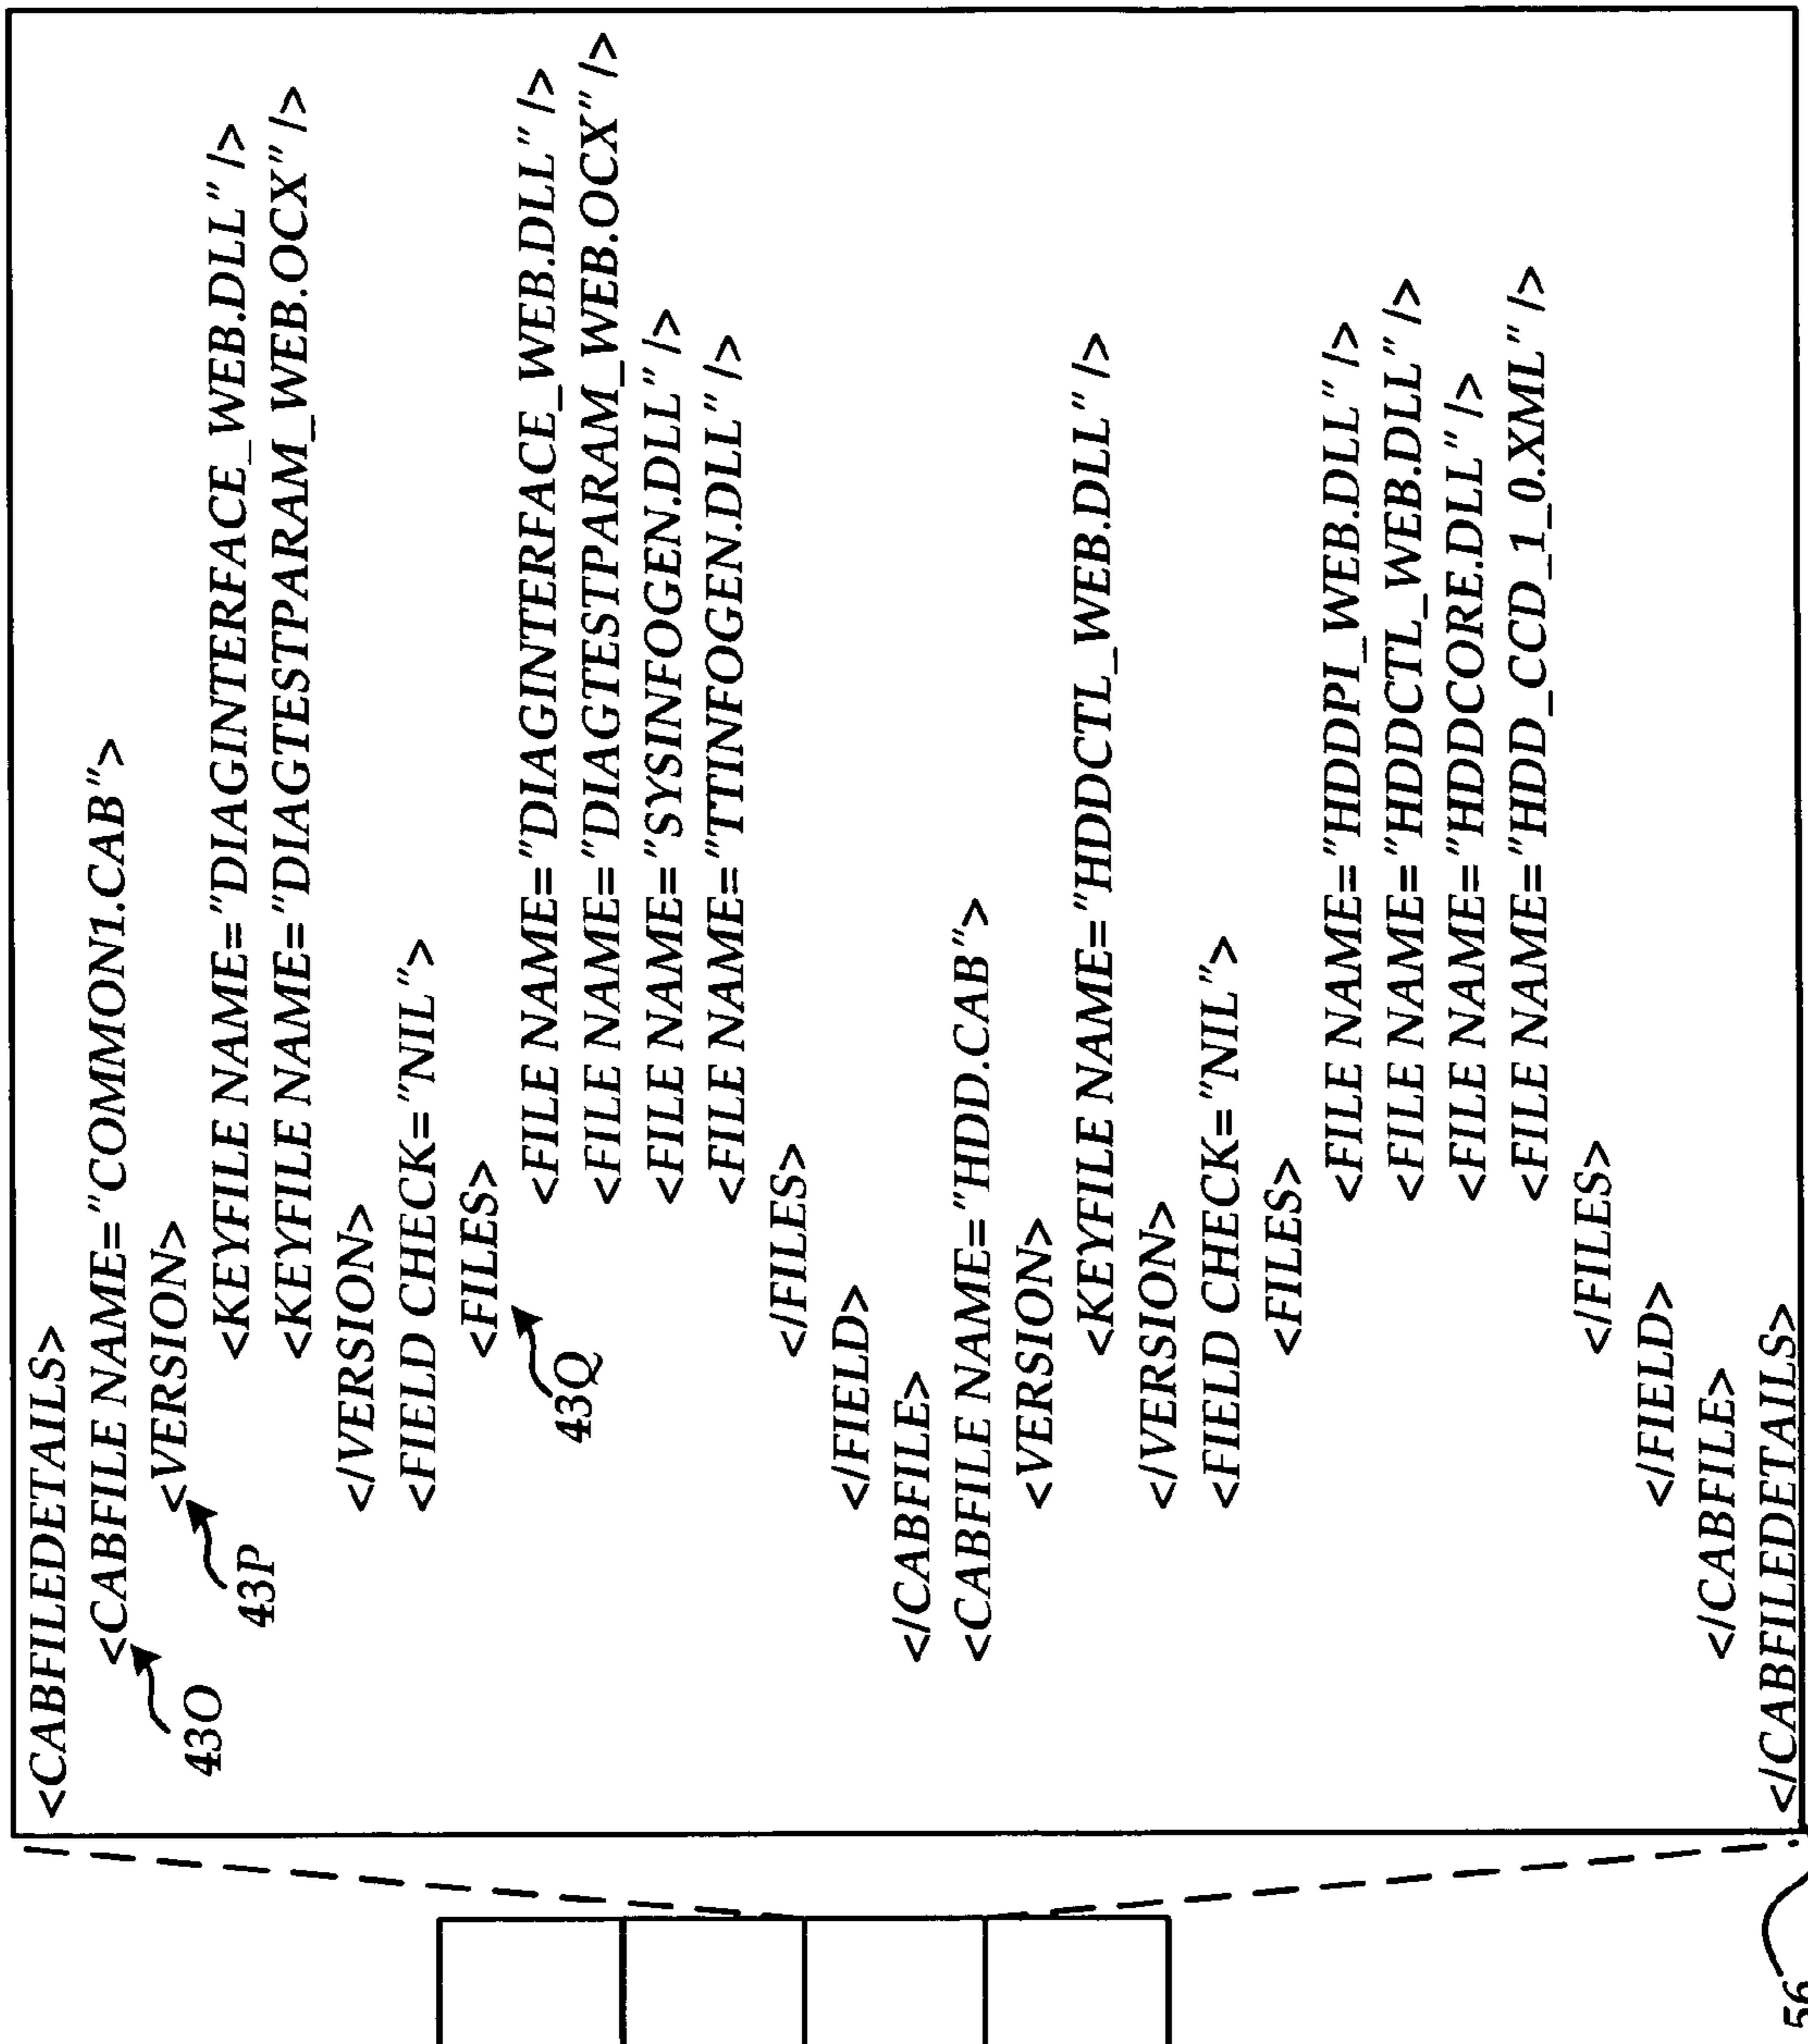 <CABFILEDETAILS>
<CABFILE NAME="COMMON1.CAB">
43O
<VERSION>
43P
<KEYFILE NAME="DIAGINTERFACE_WEB.DLL" />
<KEYFILE NAME="DIAGTESTPARAM_WEB.OCX" />
</VERSION>
<FIELD CHECK="NIL">
<FILES>
43Q
<FILE NAME="DIAGINTERFACE_WEB.DLL" />
<FILE NAME="DIAGTESTPARAM_WEB.OCX" />
<FILE NAME="SYSINFOGEN.DLL" />
<FILE NAME="TTINFOGEN.DLL" />
</FILES>
</FIELD>
</CABFILE>
<CABFILE NAME="HDD.CAB">
<VERSION>
<KEYFILE NAME="HDDCTL_WEB.DLL" />
</VERSION>
<FIELD CHECK="NIL">
<FILES>
<FILE NAME="HDDPI_WEB.DLL" />
<FILE NAME="HDDCTL_WEB.DLL" />
<FILE NAME="HDDCORE.DLL" />
<FILE NAME="HDD_CCD_1_0.XML" />
</FILES>
</FIELD>
</CABFILE>
</CABFILEDETAILS>
56